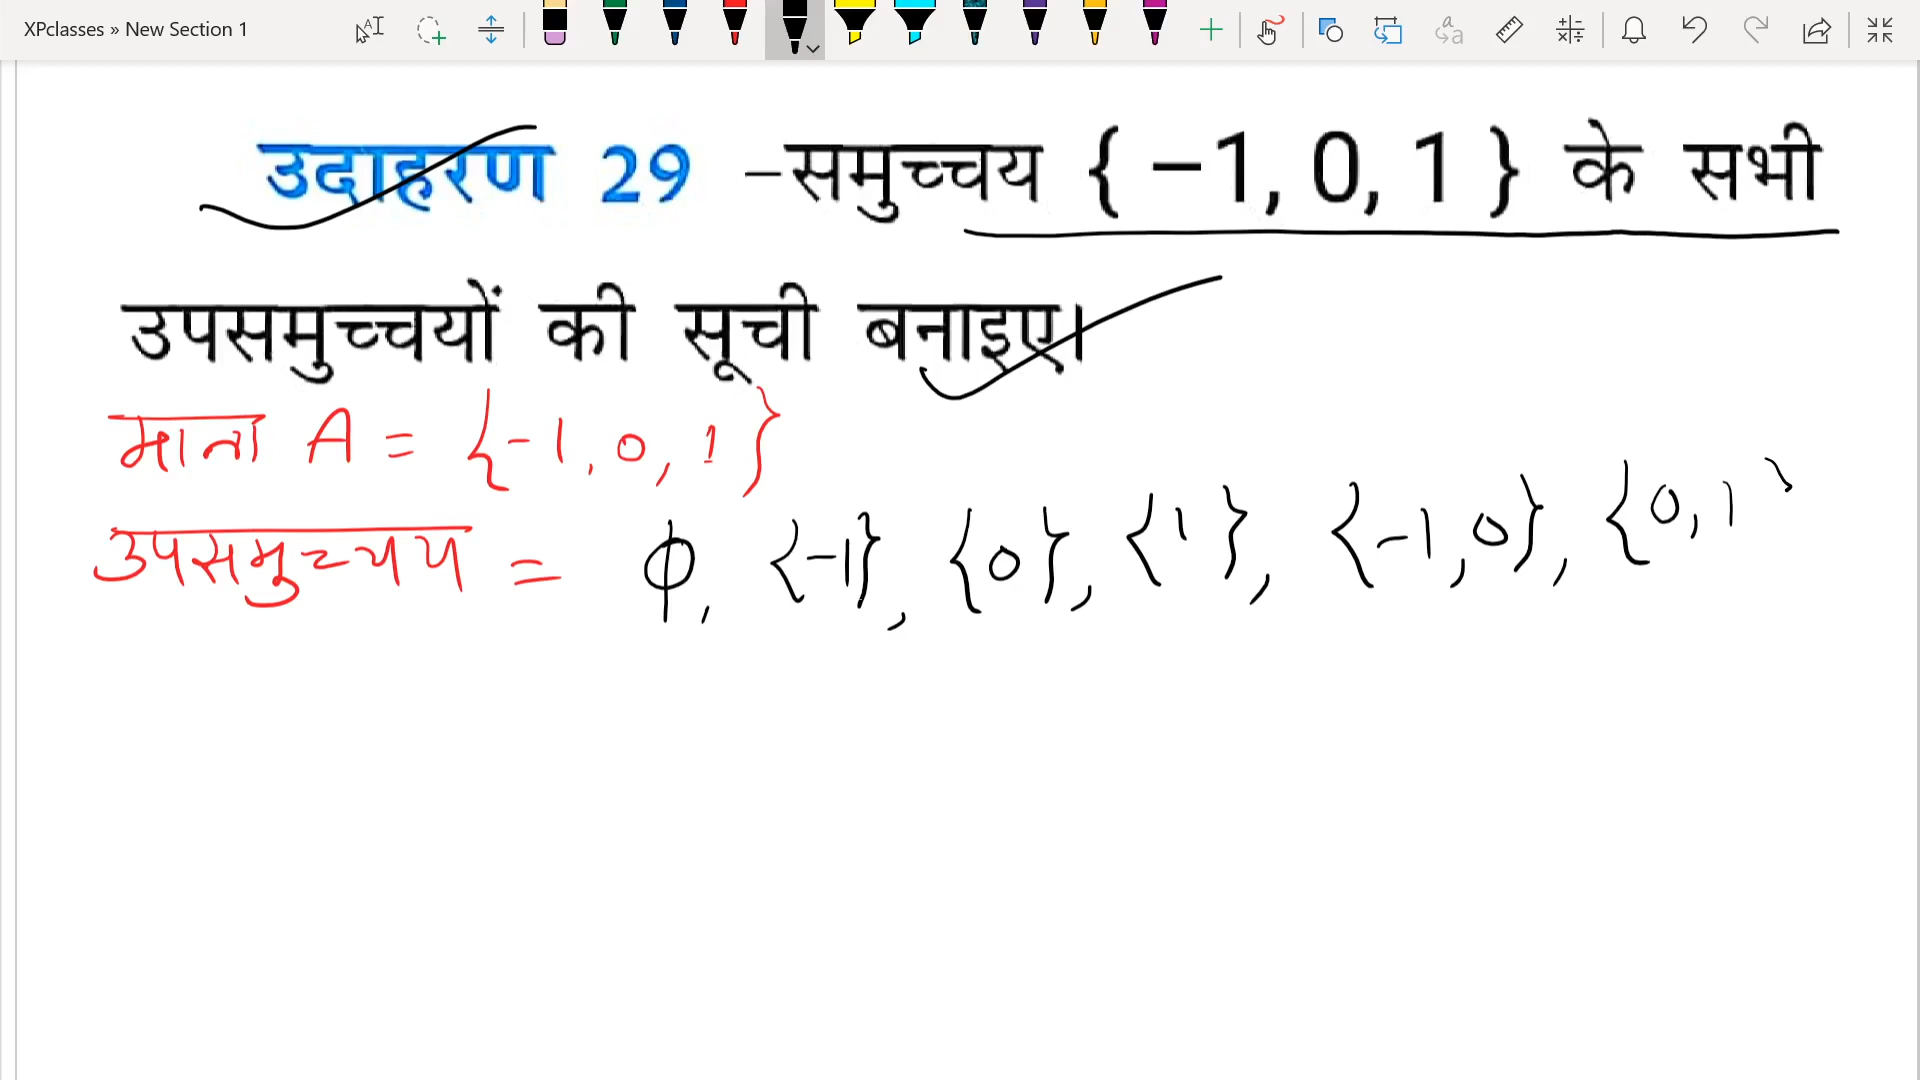 XPclasses » New Section 1
उदाहरण 29 –समुच्चय { –1, 0, 1 } के सभी
उपसमुच्चयों की सूची बनाइए।
माना A = {-1, 0, 1}
उपसमुच्चय = φ, {-1}, {0}, {1}, {-1,0}, {0,1}